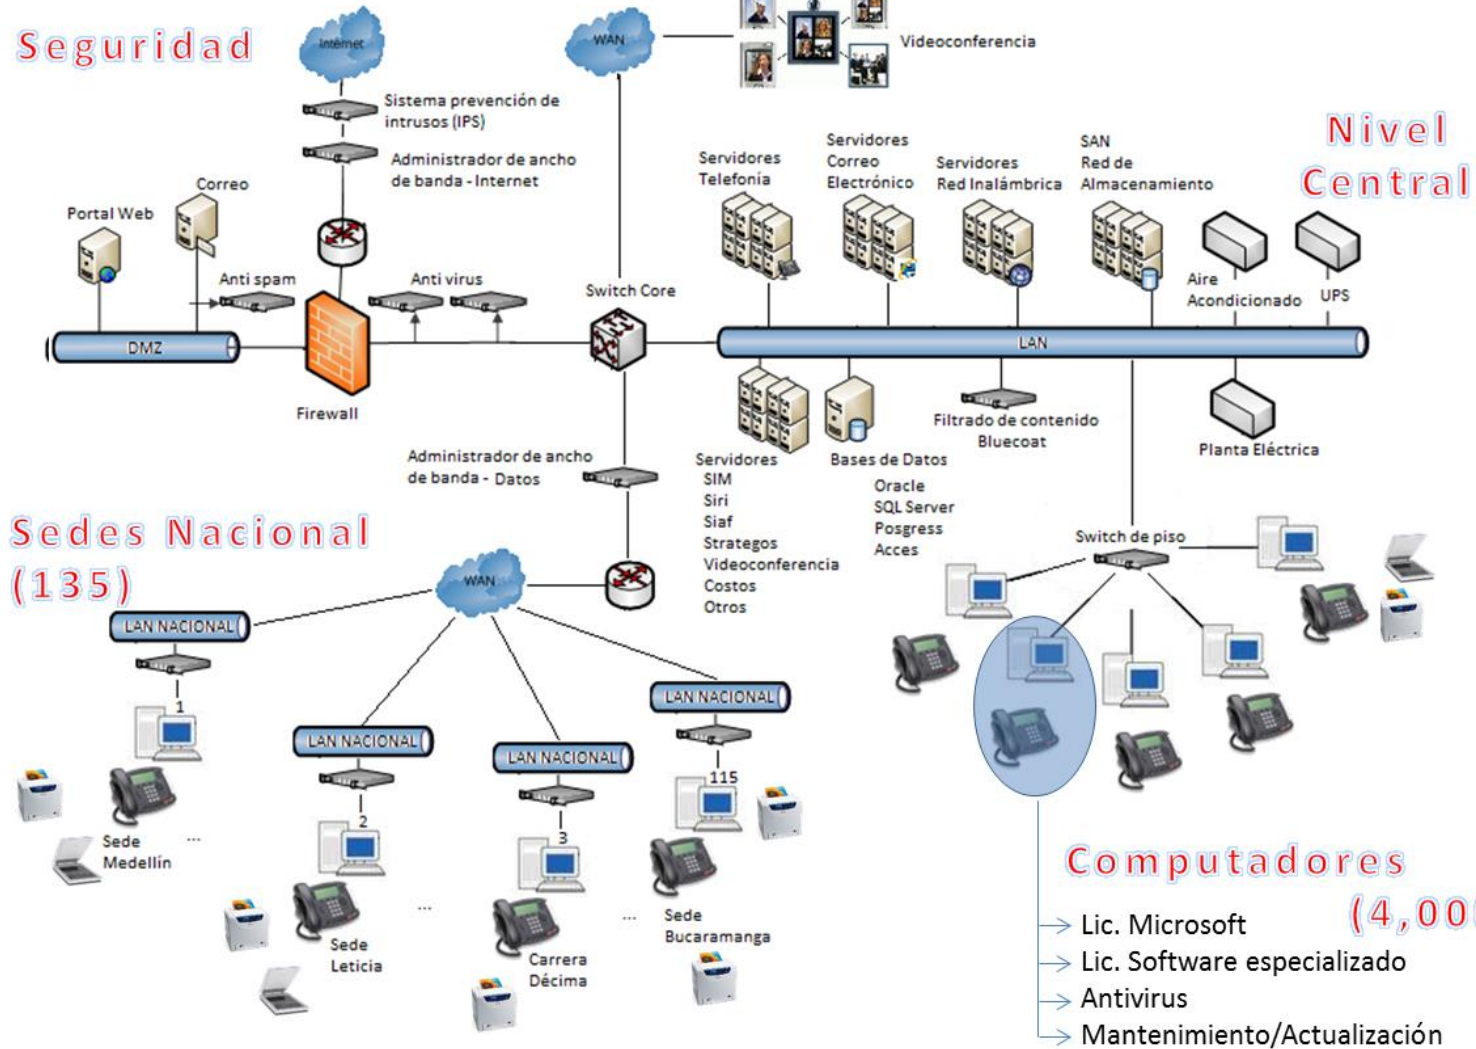 Seguridad
Internet
WAN
Videoconferencia
Sistema prevención de
intrusos (IPS)
Administrador de ancho
de banda - Internet
Nivel
Central
Portal Web
Correo
Anti spam
Anti virus
Switch Core
Servidores
Telefonía
Servidores
Correo
Electrónico
Servidores
Red Inalámbrica
SAN
Red de
Almacenamiento
Aire
Acondicionado
UPS
DMZ
LAN
Firewall
Administrador de ancho
de banda - Datos
Servidores
SIM
Siri
Siaf
Strategos
Videoconferencia
Costos
Otros
Bases de Datos
Oracle
SQL Server
Posgress
Acces
Filtrado de contenido
Bluecoat
Planta Eléctrica
Switch de piso
Sedes Nacional
(135)
WAN
LAN NACIONAL
1
Sede
Medellín
...
LAN NACIONAL
2
Sede
Leticia
...
LAN NACIONAL
3
Carrera
Décima
...
LAN NACIONAL
115
Sede
Bucaramanga
Computadores
(4,00
Lic. Microsoft
Lic. Software especializado
Antivirus
Mantenimiento/Actualización